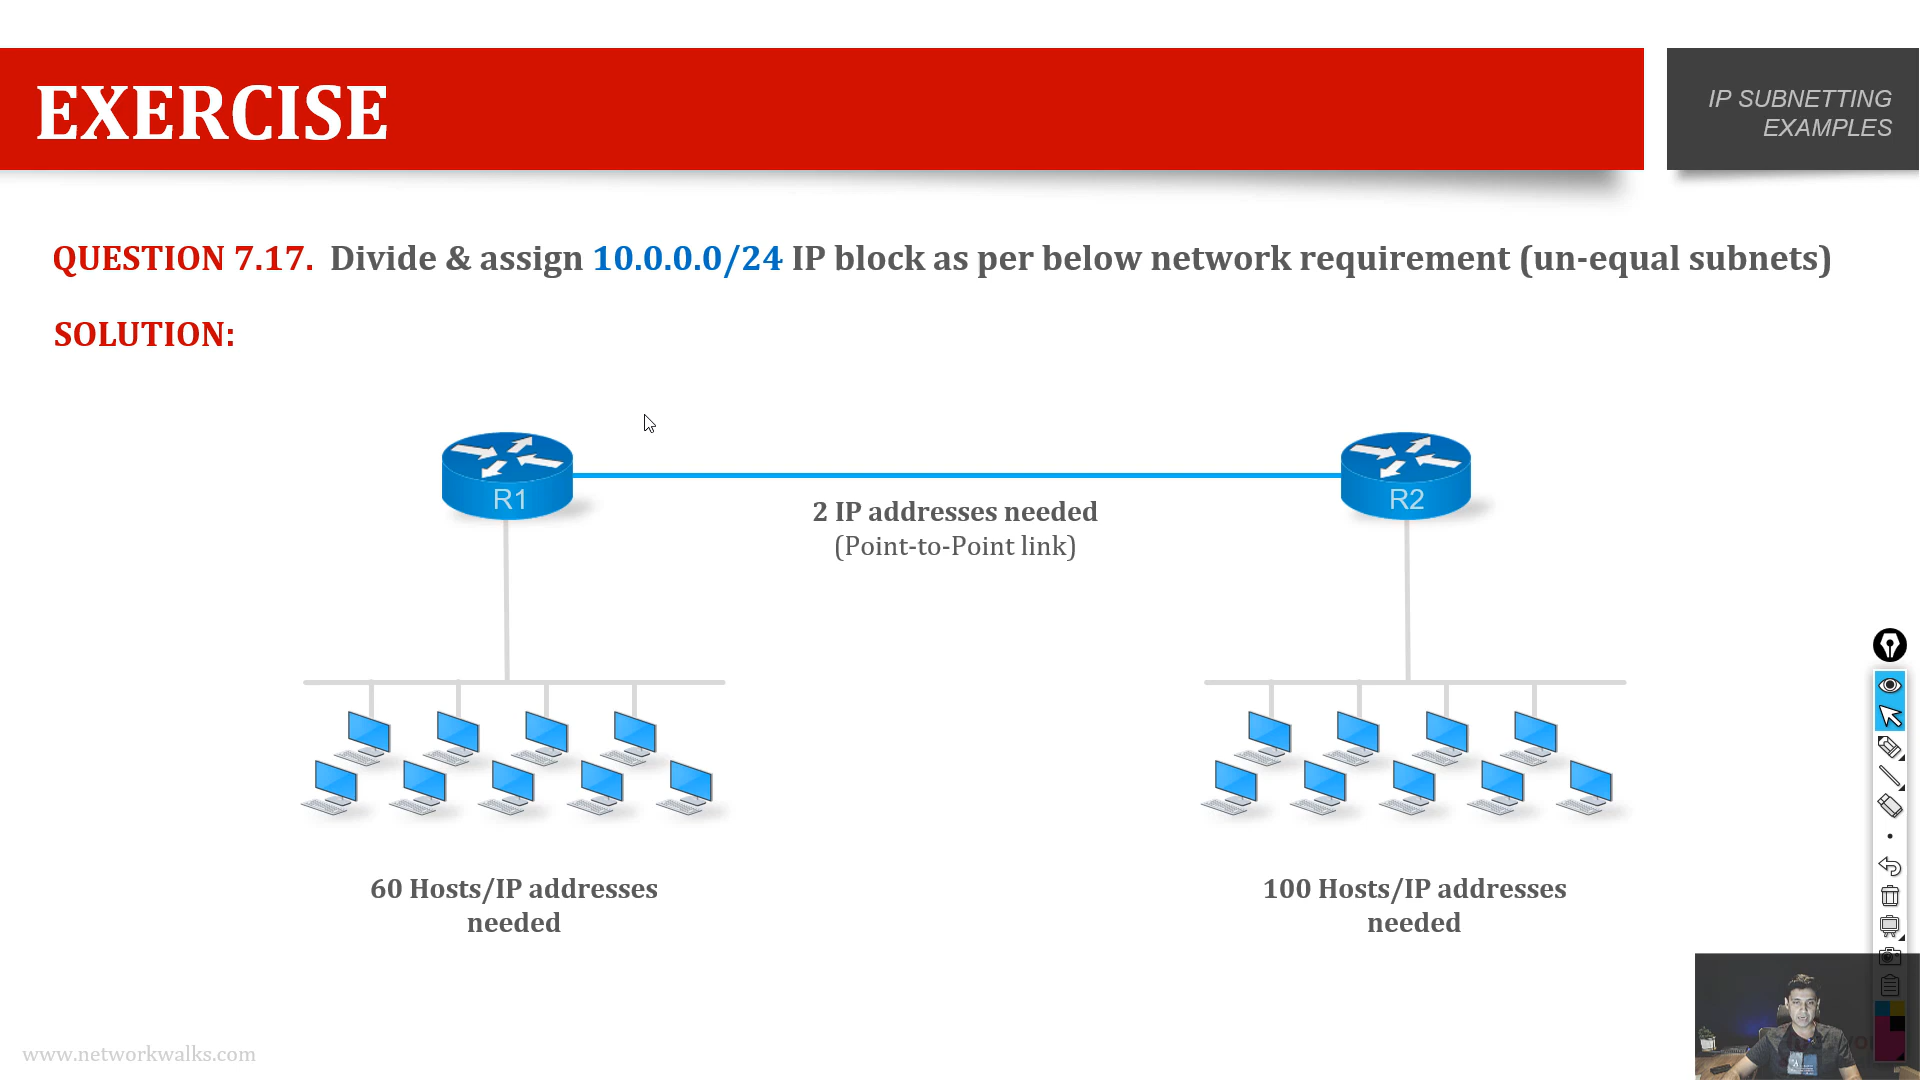 EXERCISE
IP SUBNETTING
EXAMPLES
QUESTION 7.17. Divide & assign 10.0.0.0/24 IP block as per below network requirement (un-equal subnets)
SOLUTION:
R1
R2
2 IP addresses needed
(Point-to-Point link)
60 Hosts/IP addresses
needed
100 Hosts/IP addresses
needed
www.networkwalks.com